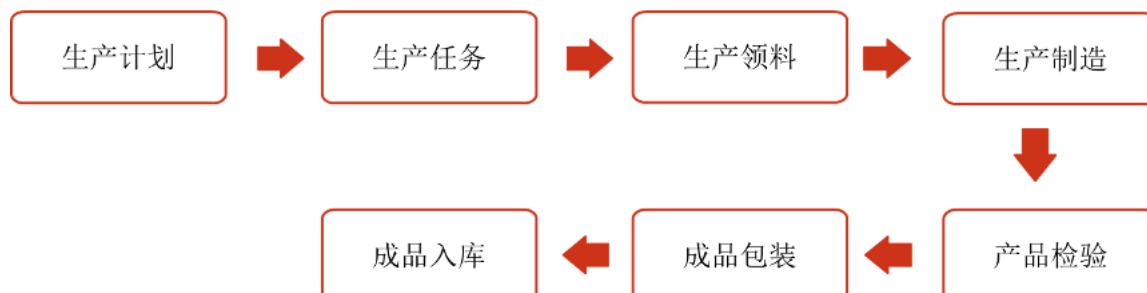 生产计划
生产任务
生产领料
生产制造
产品检验
成品包装
成品入库